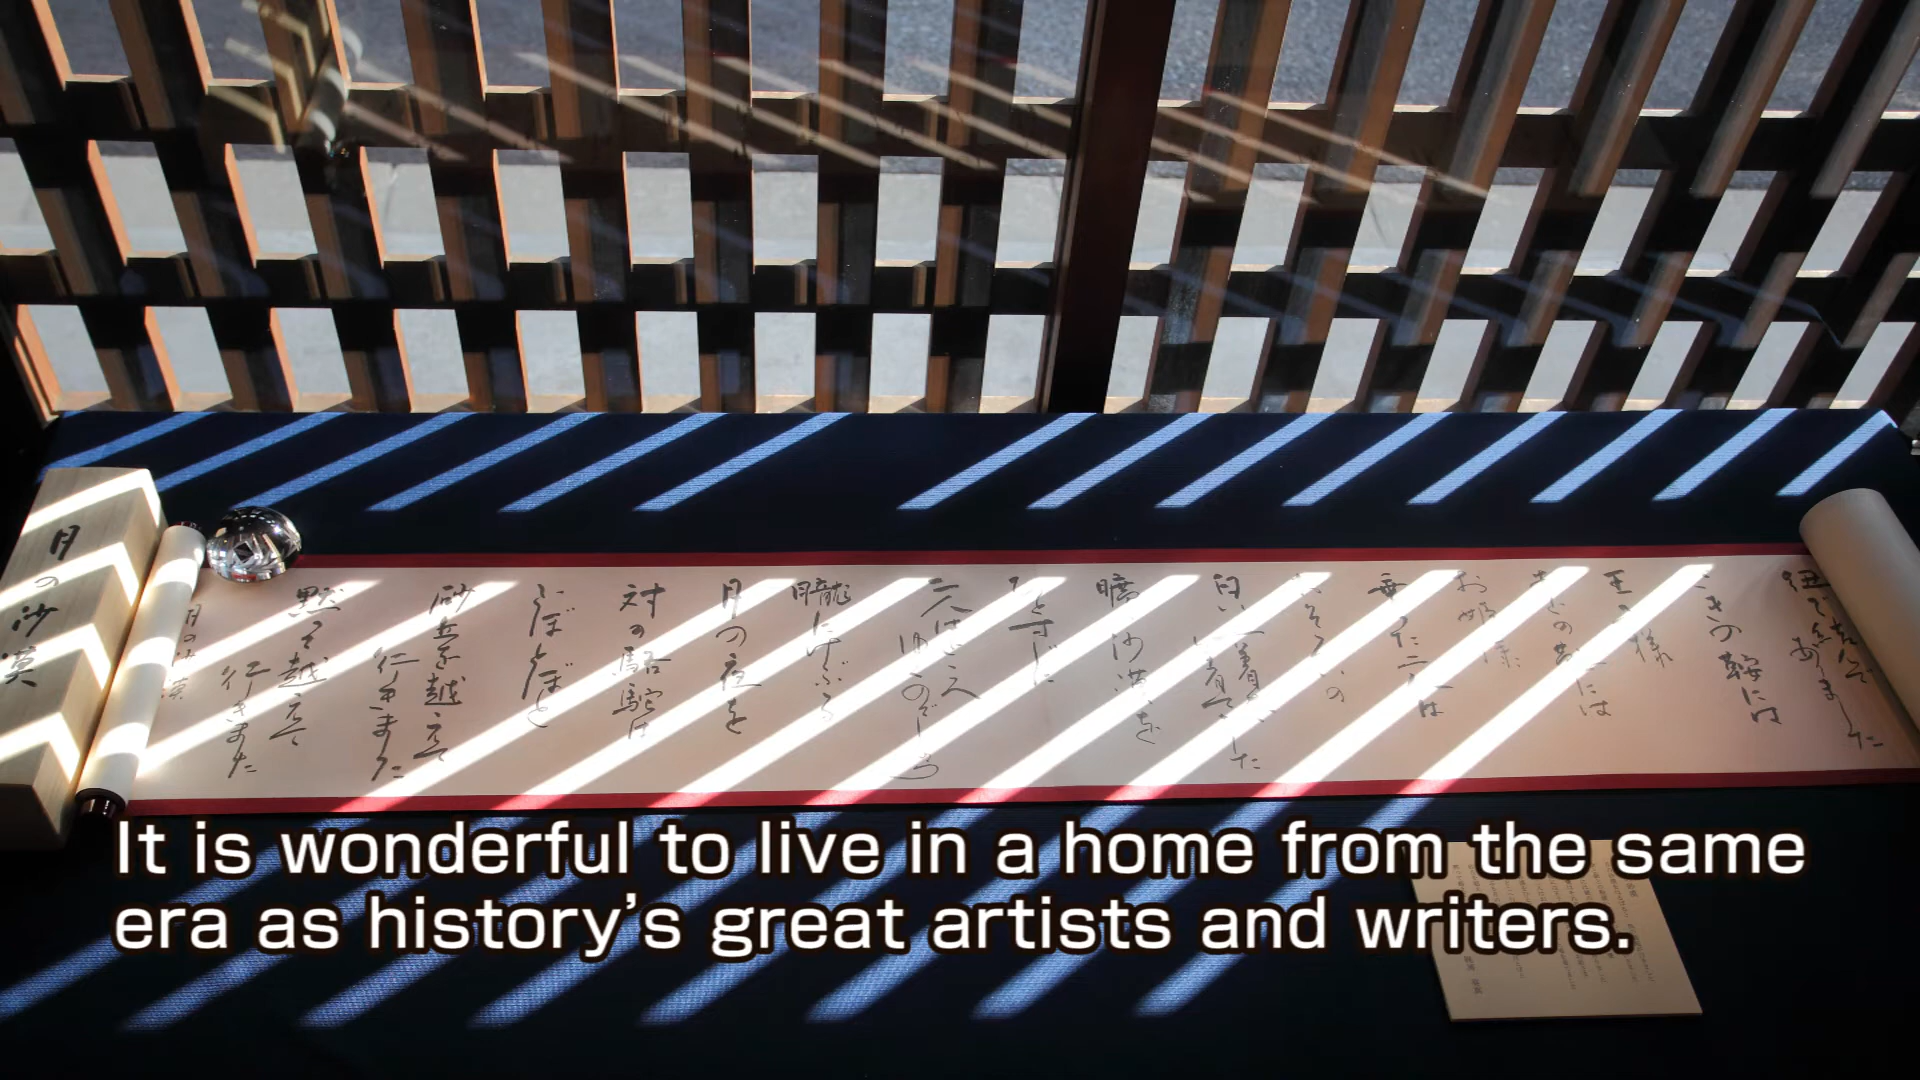 紐で結んで
ありました
さきの鞍には
王子様
あとの鞍には
お姫様
乗った二人は
おそろいの
白い上着を
着てました
曠い沙漠を
ひとすじに
二人はどこへ
ゆくのでしょう
朧にけぶる
月の夜を
対の駱駝は
とぼとぼと
砂丘を越えて
行きました
黙って越えて
行きました
月の沙漠
月の沙漠
It is wonderful to live in a home from the same
era as history’s great artists and writers.